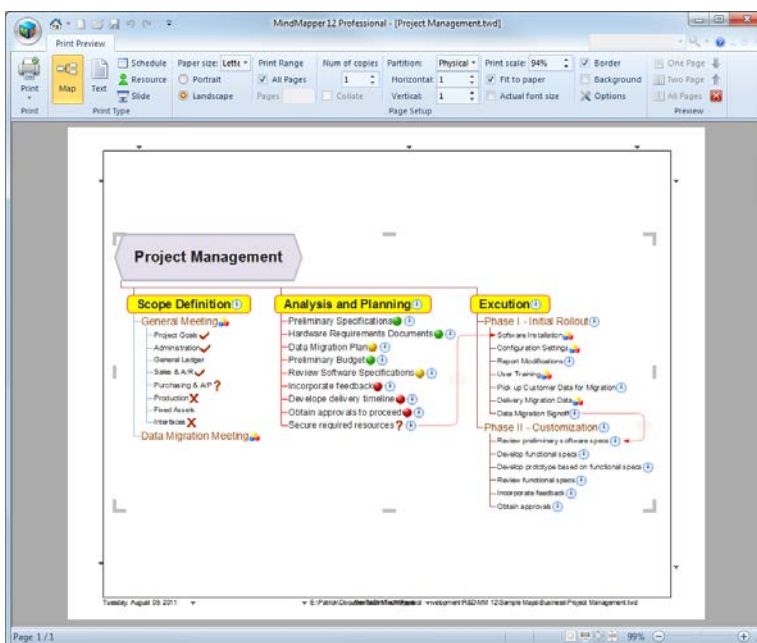 MindMapper 12 Professional - [Project Management.twd]
Print Preview
Print
Map
Text
Schedule
Resource
Slide
Paper size: Lette
Portrait
Landscape
Print Range
All Pages
Pages
Num of copies
1
Collate
Partition: Physical
Horizontal: 1
Vertical: 1
Print scale: 94%
Fit to paper
Actual font size
Border
Background
Options
One Page
Two Page
All Pages
Print
Print Type
Page Setup
Preview
Project Management
Scope Definition
General Meeting
Project Goals
Administration
General Ledger
Sales & A/R
Purchasing & A/P
Production
Fixed Assets
Interfaces
Data Migration Meeting
Analysis and Planning
Preliminary Specifications
Hardware Requirements Documents
Data Migration Plan
Preliminary Budget
Review Software Specifications
Incorporate feedback
Develope delivery timeline
Obtain approvals to proceed
Secure required resources
Excution
Phase I - Initial Rollout
Software Installation
Configuration Settings
Report Modifications
User Training
Pick up Customer Data for Migration
Delivery Migration Data
Data Migration Signoff
Phase II - Customization
Review preliminary software specs
Develop functional specs
Develop prototype based on functional specs
Review functional specs
Incorporate feedback
Obtain approvals
Tuesday, August 09, 2011
12\Sample Maps\Business\Project Management.twd
Page 1 / 1
99%